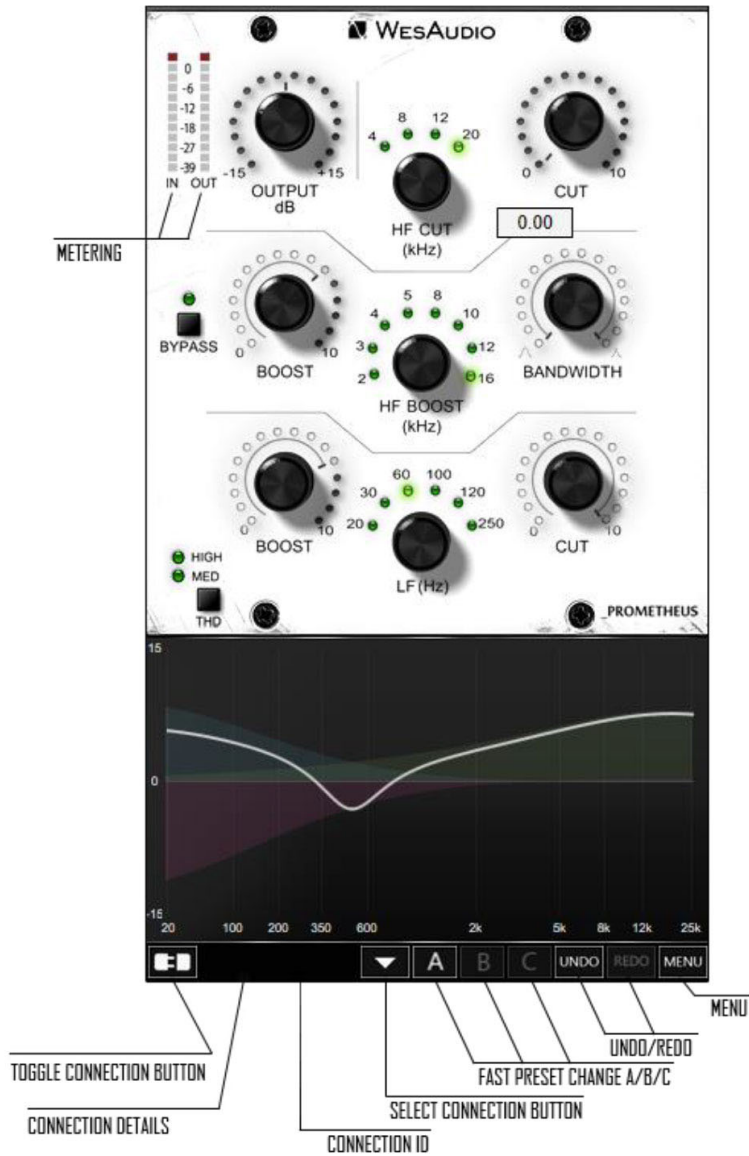 WESAUDIO
0
-6
-12
-18
-27
-39
IN OUT
-15 +15
OUTPUT
dB
4 8 12 20
HF CUT
(kHz)
0 10
CUT
0.00
METERING
BYPASS
0 10
BOOST
2 3 4 5 8 10 12 16
HF BOOST
(kHz)
BANDWIDTH
0 10
BOOST
20 30 60 100 120 250
LF (Hz)
0 10
CUT
HIGH
MED
THD
PROMETHEUS
15
0
-15
20 100 200 350 600 2k 5k 8k 12k 25k
A B C UNDO REDO MENU
MENU
UNDO/REDO
TOGGLE CONNECTION BUTTON
FAST PRESET CHANGE A/B/C
SELECT CONNECTION BUTTON
CONNECTION DETAILS
CONNECTION ID